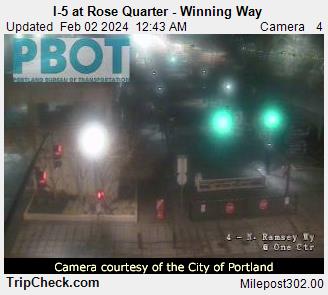 I-5 at Rose Quarter - Winning Way
Updated Feb 02 2024 12:43 AM Camera 4
PBOT
PORTLAND BUREAU OF TRANSPORTATION
4 - N. Ramsey Wy
@ One Ctr
Camera courtesy of the City of Portland
TripCheck.com Milepost302.00